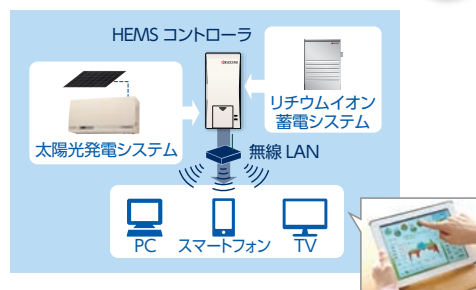 HEMS コントローラ
KYOCERA
リチウムイオン
蓄電システム
太陽光発電システム
無線 LAN
PC スマートフォン TV